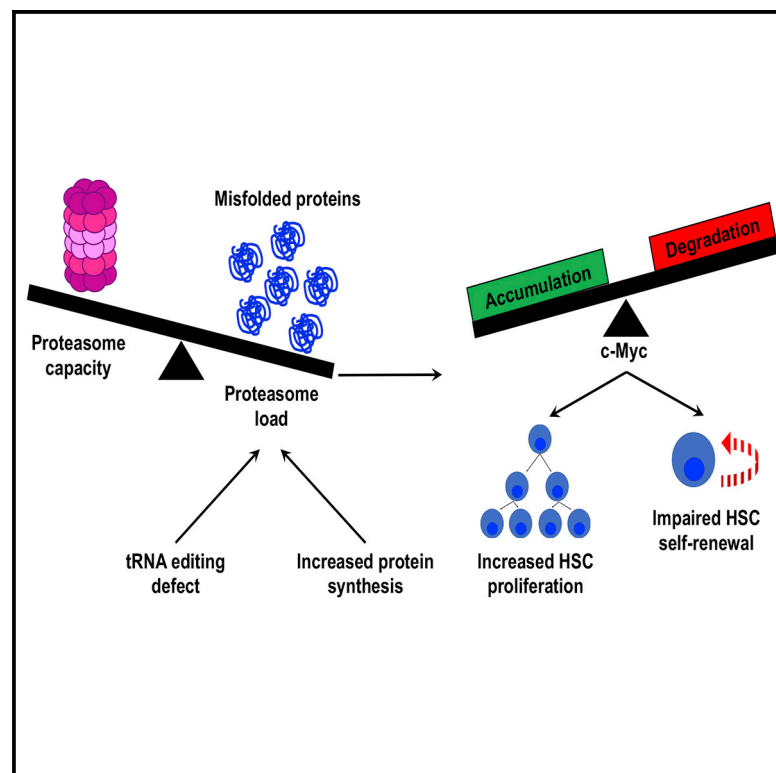 Misfolded proteins
Proteasome
capacity
Proteasome
load
tRNA editing
defect
Increased protein
synthesis
Accumulation
Degradation
c-Myc
Increased HSC
proliferation
Impaired HSC
self-renewal